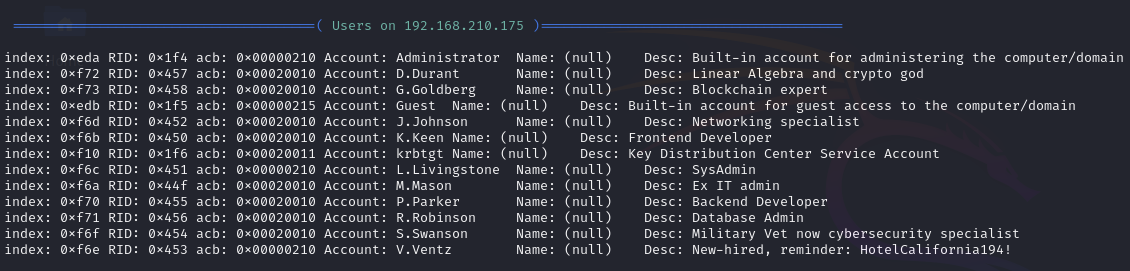 ( Users on 192.168.210.175 )
index: 0×eda RID: 0×1f4 acb: 0×00000210 Account: Administrator Name: (null) Desc: Built-in account for administering the computer/domain
index: 0×f72 RID: 0×457 acb: 0×00020010 Account: D.Durant Name: (null) Desc: Linear Algebra and crypto god
index: 0×f73 RID: 0×458 acb: 0×00020010 Account: G.Goldberg Name: (null) Desc: Blockchain expert
index: 0×edb RID: 0×1f5 acb: 0×00000215 Account: Guest Name: (null) Desc: Built-in account for guest access to the computer/domain
index: 0×f6d RID: 0×452 acb: 0×00020010 Account: J.Johnson Name: (null) Desc: Networking specialist
index: 0×f6b RID: 0×450 acb: 0×00020010 Account: K.Keen Name: (null) Desc: Frontend Developer
index: 0×f10 RID: 0×1f6 acb: 0×00020011 Account: krbtgt Name: (null) Desc: Key Distribution Center Service Account
index: 0×f6c RID: 0×451 acb: 0×00000210 Account: L.Livingstone Name: (null) Desc: SysAdmin
index: 0×f6a RID: 0×44f acb: 0×00020010 Account: M.Mason Name: (null) Desc: Ex IT admin
index: 0×f70 RID: 0×455 acb: 0×00020010 Account: P.Parker Name: (null) Desc: Backend Developer
index: 0×f71 RID: 0×456 acb: 0×00020010 Account: R.Robinson Name: (null) Desc: Database Admin
index: 0×f6f RID: 0×454 acb: 0×00020010 Account: S.Swanson Name: (null) Desc: Military Vet now cybersecurity specialist
index: 0×f6e RID: 0×453 acb: 0×00000210 Account: V.Ventz Name: (null) Desc: New-hired, reminder: HotelCalifornia194!